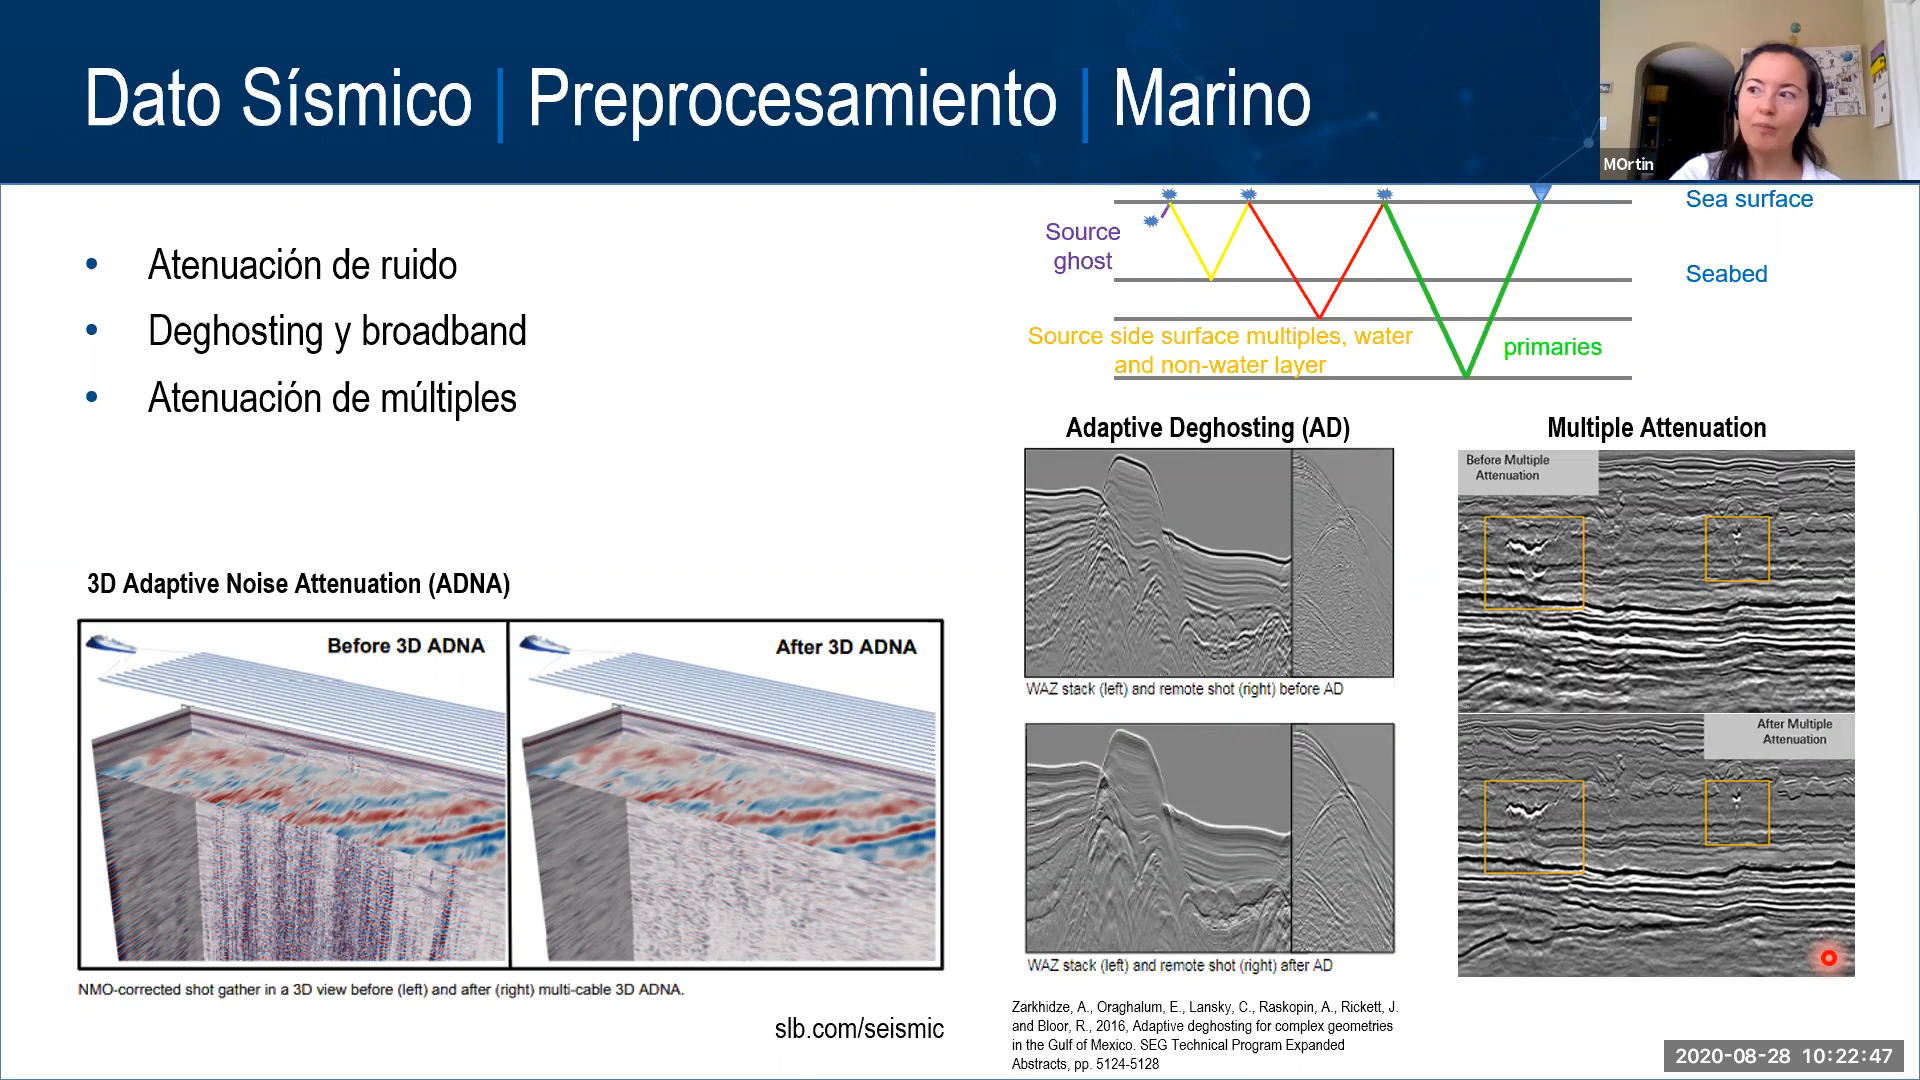 Dato Sísmico | Preprocesamiento | Marino
MOrtin
• Atenuación de ruido
• Deghosting y broadband
• Atenuación de múltiples
Sea surface
Source
ghost
Seabed
Source side surface multiples, water
and non-water layer
primaries
3D Adaptive Noise Attenuation (ADNA)
Before 3D ADNA
After 3D ADNA
NMO-corrected shot gather in a 3D view before (left) and after (right) multi-cable 3D ADNA.
slb.com/seismic
Adaptive Deghosting (AD)
WAZ stack (left) and remote shot (right) before AD
WAZ stack (left) and remote shot (right) after AD
Zarkhidze, A., Oraghalum, E., Lansky, C., Raskopin, A., Rickett, J.
and Bloor, R., 2016, Adaptive deghosting for complex geometries
in the Gulf of Mexico. SEG Technical Program Expanded
Abstracts, pp. 5124-5128
Multiple Attenuation
Before Multiple
Attenuation
After Multiple
Attenuation
2020-08-28 10:22:47